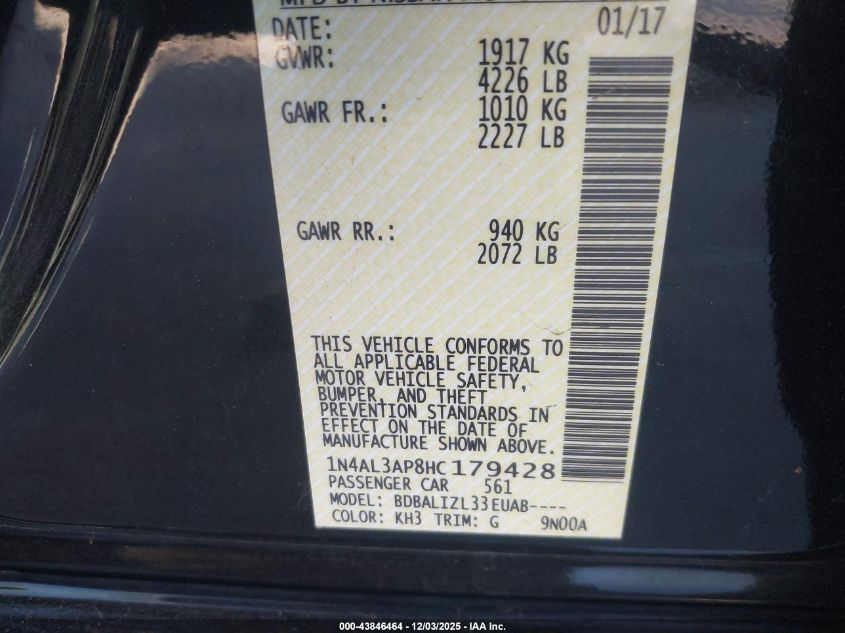 MFD BY NISSAN
DATE: 01/17
GVWR: 1917 KG
4226 LB
GAWR FR.: 1010 KG
2227 LB
GAWR RR.: 940 KG
2072 LB
THIS VEHICLE CONFORMS TO
ALL APPLICABLE FEDERAL
MOTOR VEHICLE SAFETY,
BUMPER, AND THEFT
PREVENTION STANDARDS IN
EFFECT ON THE DATE OF
MANUFACTURE SHOWN ABOVE.
1N4AL3AP8HC179428
PASSENGER CAR 561
MODEL: BDBALIZL33EUAB----
COLOR: KH3 TRIM: G 9N00A
000-43846464 - 12/03/2025 - IAA Inc.